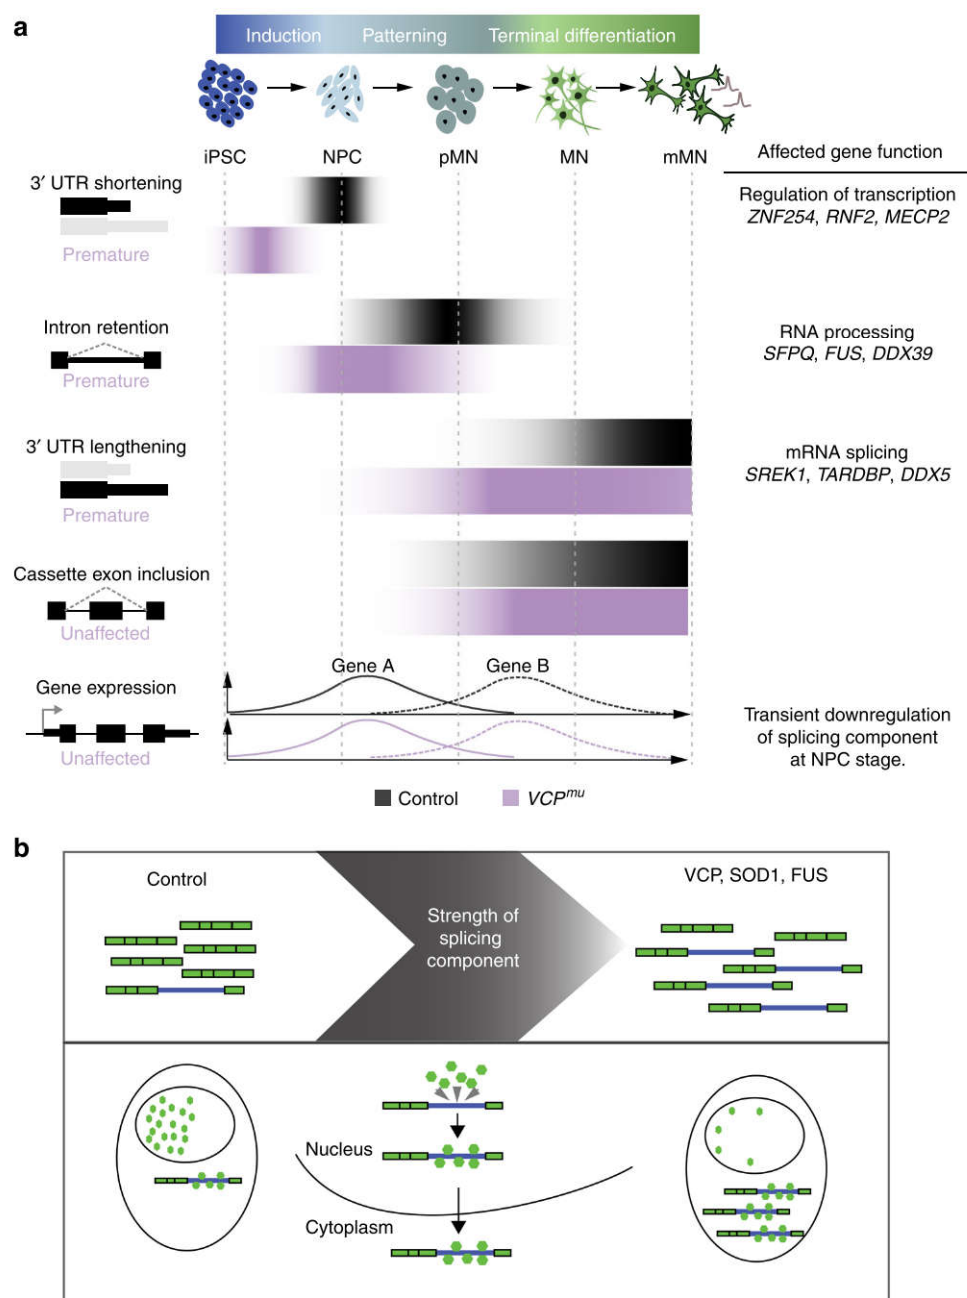 a
Induction Patterning Terminal differentiation
iPSC NPC pMN MN mMN
Affected gene function
3′ UTR shortening
Premature
Regulation of transcription
ZNF254, RNF2, MECP2
Intron retention
Premature
RNA processing
SFPQ, FUS, DDX39
3′ UTR lengthening
Premature
mRNA splicing
SREK1, TARDBP, DDX5
Cassette exon inclusion
Unaffected
Gene expression
Unaffected
Gene A Gene B
Transient downregulation
of splicing component
at NPC stage.
Control VCPmu
b
Control
Strength of
splicing
component
VCP, SOD1, FUS
Nucleus
Cytoplasm